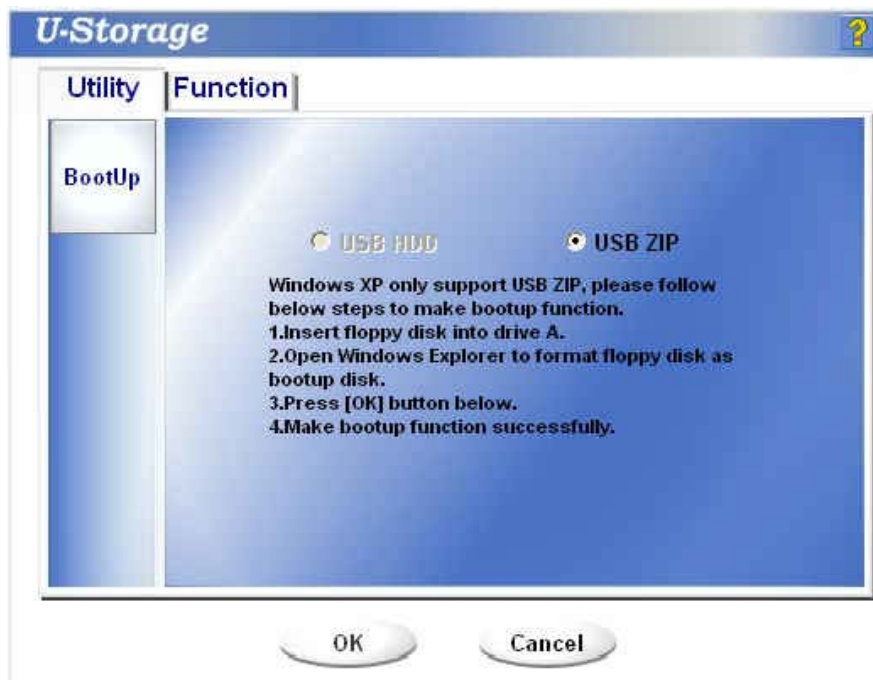 U-Storage
?
Utility
Function
BootUp
USB HDD
USB ZIP
Windows XP only support USB ZIP, please follow
below steps to make bootup function.
1.Insert floppy disk into drive A.
2.Open Windows Explorer to format floppy disk as
bootup disk.
3.Press [OK] button below.
4.Make bootup function successfully.
OK
Cancel